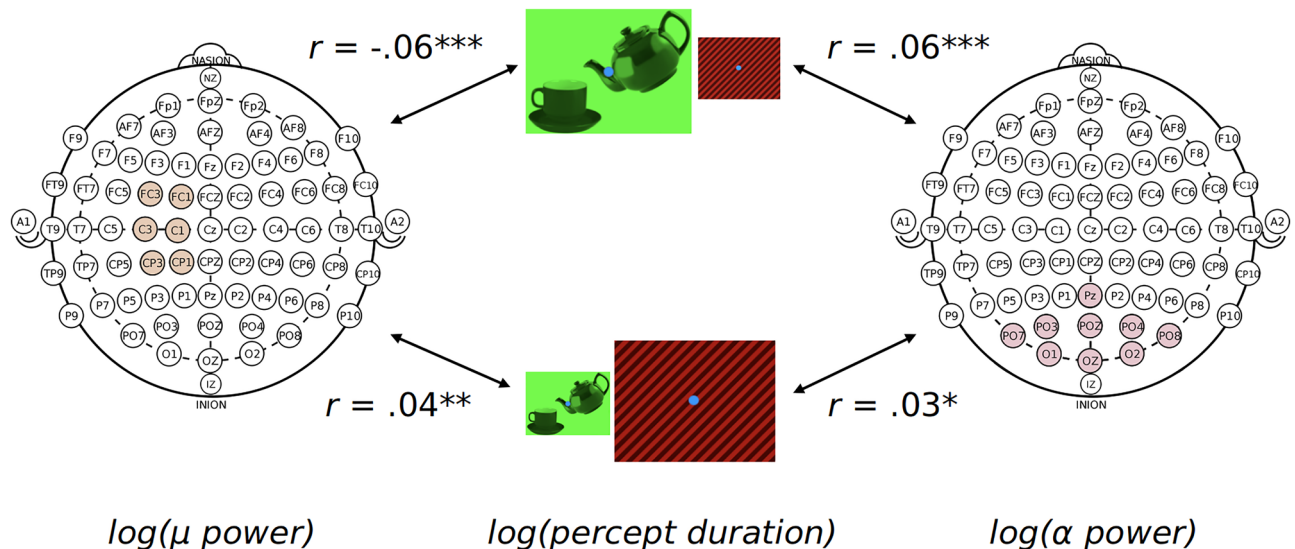 r = -.06***
r = .06***
NASION
NZ
Fp1 FpZ Fp2
AF7 AF3 AFZ AF4 AF8
F9 F7 F5 F3 F1 Fz F2 F4 F6 F8 F10
FT9 FT7 FC5 FC3 FC1 FCZ FC2 FC4 FC6 FC8 FC10
A1 T9 T7 C5 C3 C1 Cz C2 C4 C6 T8 T10 A2
TP9 TP7 CP5 CP3 CP1 CPZ CP2 CP4 CP6 CP8 CP10
P9 P7 P5 P3 P1 Pz P2 P4 P6 P8 P10
PO7 PO3 POZ PO4 PO8
O1 OZ O2
IZ
INION
NASION
NZ
Fp1 FpZ Fp2
AF7 AF3 AFZ AF4 AF8
F9 F7 F5 F3 F1 Fz F2 F4 F6 F8 F10
FT9 FT7 FC5 FC3 FC1 FCZ FC2 FC4 FC6 FC8 FC10
A1 T9 T7 C5 C3 C1 Cz C2 C4 C6 T8 T10 A2
TP9 TP7 CP5 CP3 CP1 CPZ CP2 CP4 CP6 CP8 CP10
P9 P7 P5 P3 P1 Pz P2 P4 P6 P8 P10
PO7 PO3 POZ PO4 PO8
O1 OZ O2
IZ
INION
r = .04**
r = .03*
log(μ power)
log(percept duration)
log(α power)